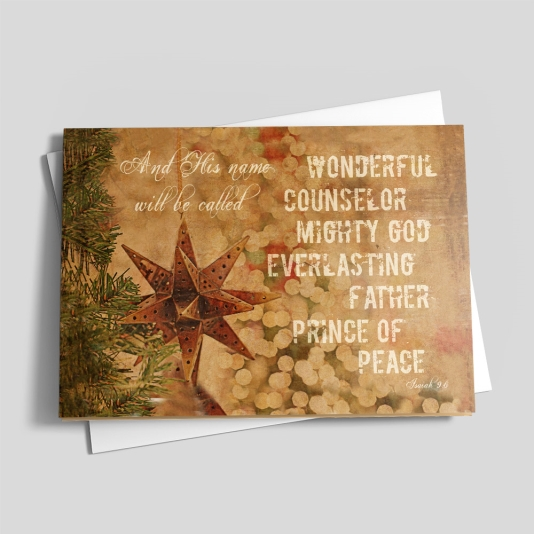 And His name
will be called
WONDERFUL
COUNSELOR
MIGHTY GOD
EVERLASTING
FATHER
PRINCE OF
PEACE
Isaiah 9:6